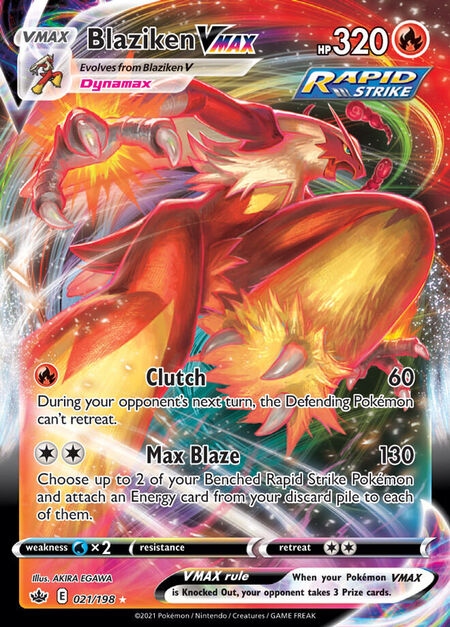 VMAX
Blaziken VMAX
HP 320
Evolves from Blaziken V
Dynamax
RAPID
STRIKE
Clutch 60
During your opponent's next turn, the Defending Pokémon
can't retreat.
Max Blaze 130
Choose up to 2 of your Benched Rapid Strike Pokémon
and attach an Energy card from your discard pile to each
of them.
weakness ×2 resistance retreat
Illus. AKIRA EGAWA
VMAX rule When your Pokémon VMAX
is Knocked Out, your opponent takes 3 Prize cards.
E 021/198 ★
©2021 Pokémon / Nintendo / Creatures / GAME FREAK